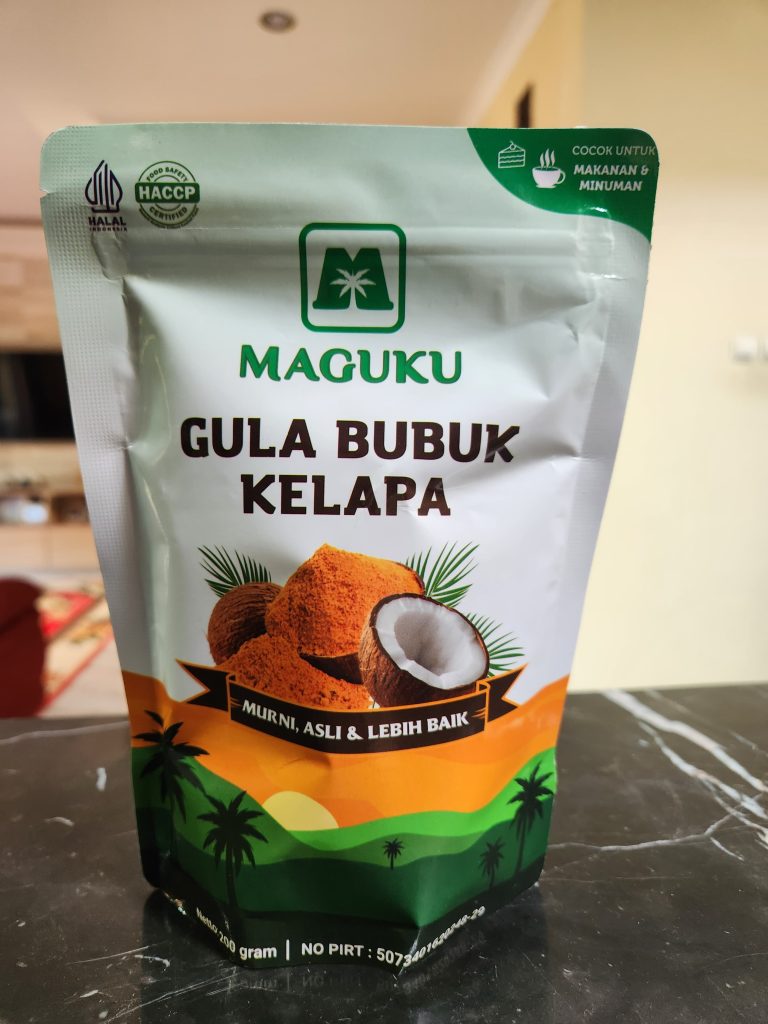 HALAL
INDONESIA
FOOD SAFETY
HACCP
CERTIFIED
COCOK UNTUK
MAKANAN &
MINUMAN
MAGUKU
GULA BUBUK
KELAPA
MURNI, ASLI & LEBIH BAIK
Netto 200 gram | NO PIRT :